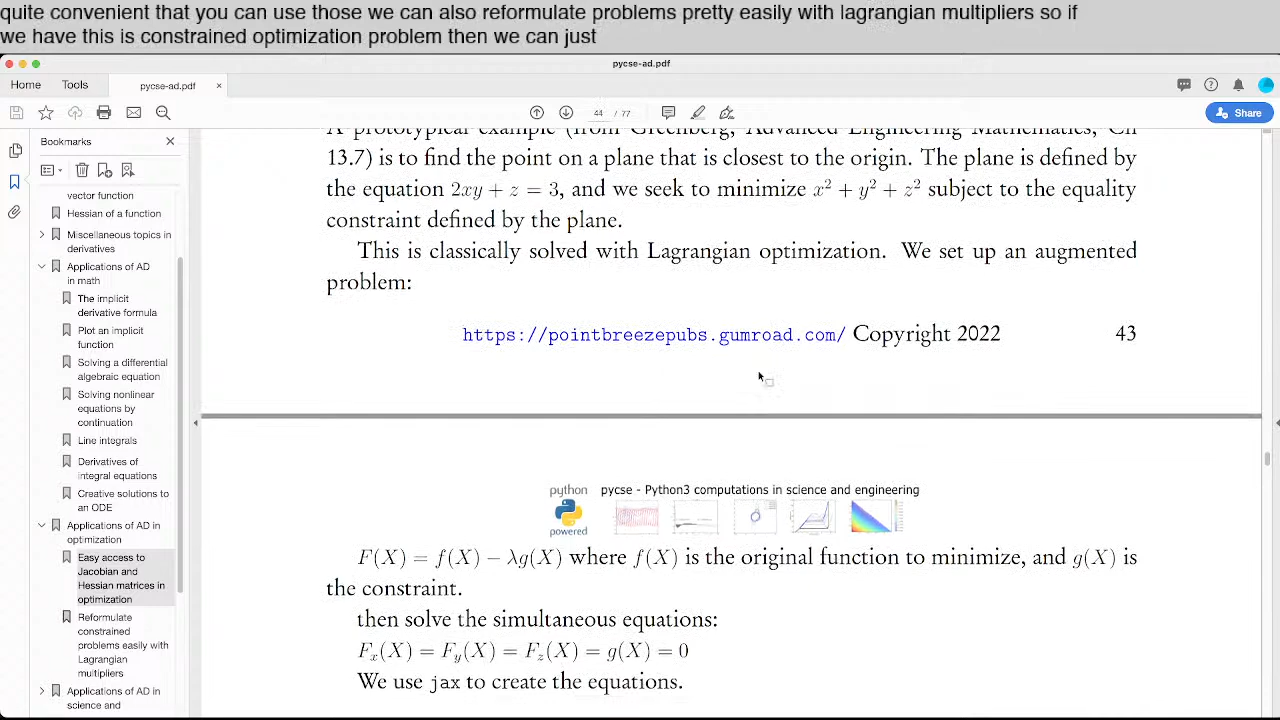 quite convenient that you can use those we can also reformulate problems pretty easily with lagrangian multipliers so if
we have this is constrained optimization problem then we can just
pycse-ad.pdf
Home
Tools
pycse-ad.pdf
×
44 / 77
Share
Bookmarks
vector function
Hessian of a function
Miscellaneous topics in
derivatives
Applications of AD
in math
The implicit
derivative formula
Plot an implicit
function
Solving a differential
algebraic equation
Solving nonlinear
equations by
continuation
Line integrals
Derivatives of
integral equations
Creative solutions to
an ODE
Applications of AD in
optimization
Easy access to
Jacobian and
Hessian matrices in
optimization
Reformulate
constrained
problems easily with
Lagrangian
multipliers
Applications of AD in
science and
A prototypical example (from Greenberg, Advanced Engineering Mathematics, Ch
13.7) is to find the point on a plane that is closest to the origin. The plane is defined by
the equation 2xy + z = 3, and we seek to minimize x² + y² + z² subject to the equality
constraint defined by the plane.
This is classically solved with Lagrangian optimization. We set up an augmented
problem:
https://pointbreezepubs.gumroad.com/ Copyright 2022 43
python
powered
pycse - Python3 computations in science and engineering
F(X) = f(X) − λg(X) where f(X) is the original function to minimize, and g(X) is
the constraint.
then solve the simultaneous equations:
Fₓ(X) = F_y(X) = F_z(X) = g(X) = 0
We use jax to create the equations.